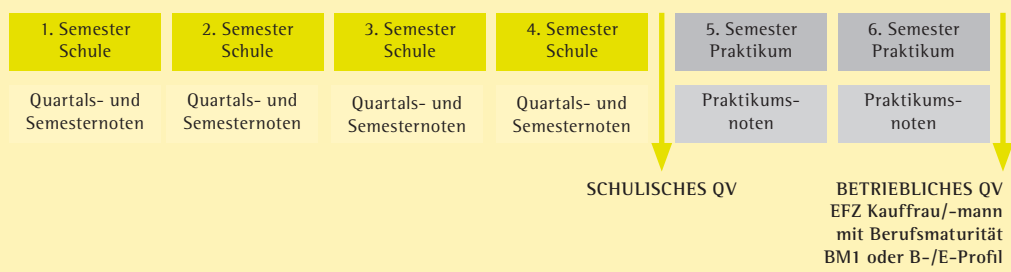 1. Semester
Schule
2. Semester
Schule
3. Semester
Schule
4. Semester
Schule
5. Semester
Praktikum
6. Semester
Praktikum
Quartals- und
Semesternoten
Quartals- und
Semesternoten
Quartals- und
Semesternoten
Quartals- und
Semesternoten
Praktikums-
noten
Praktikums-
noten
SCHULISCHES QV
BETRIEBLICHES QV
EFZ Kauffrau/-mann
mit Berufsmaturität
BM1 oder B-/E-Profil